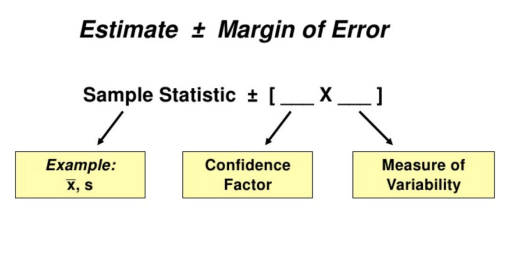 Estimate ± Margin of Error
Sample Statistic ± [ ___ X ___ ]
Example:
x̅, s
Confidence
Factor
Measure of
Variability